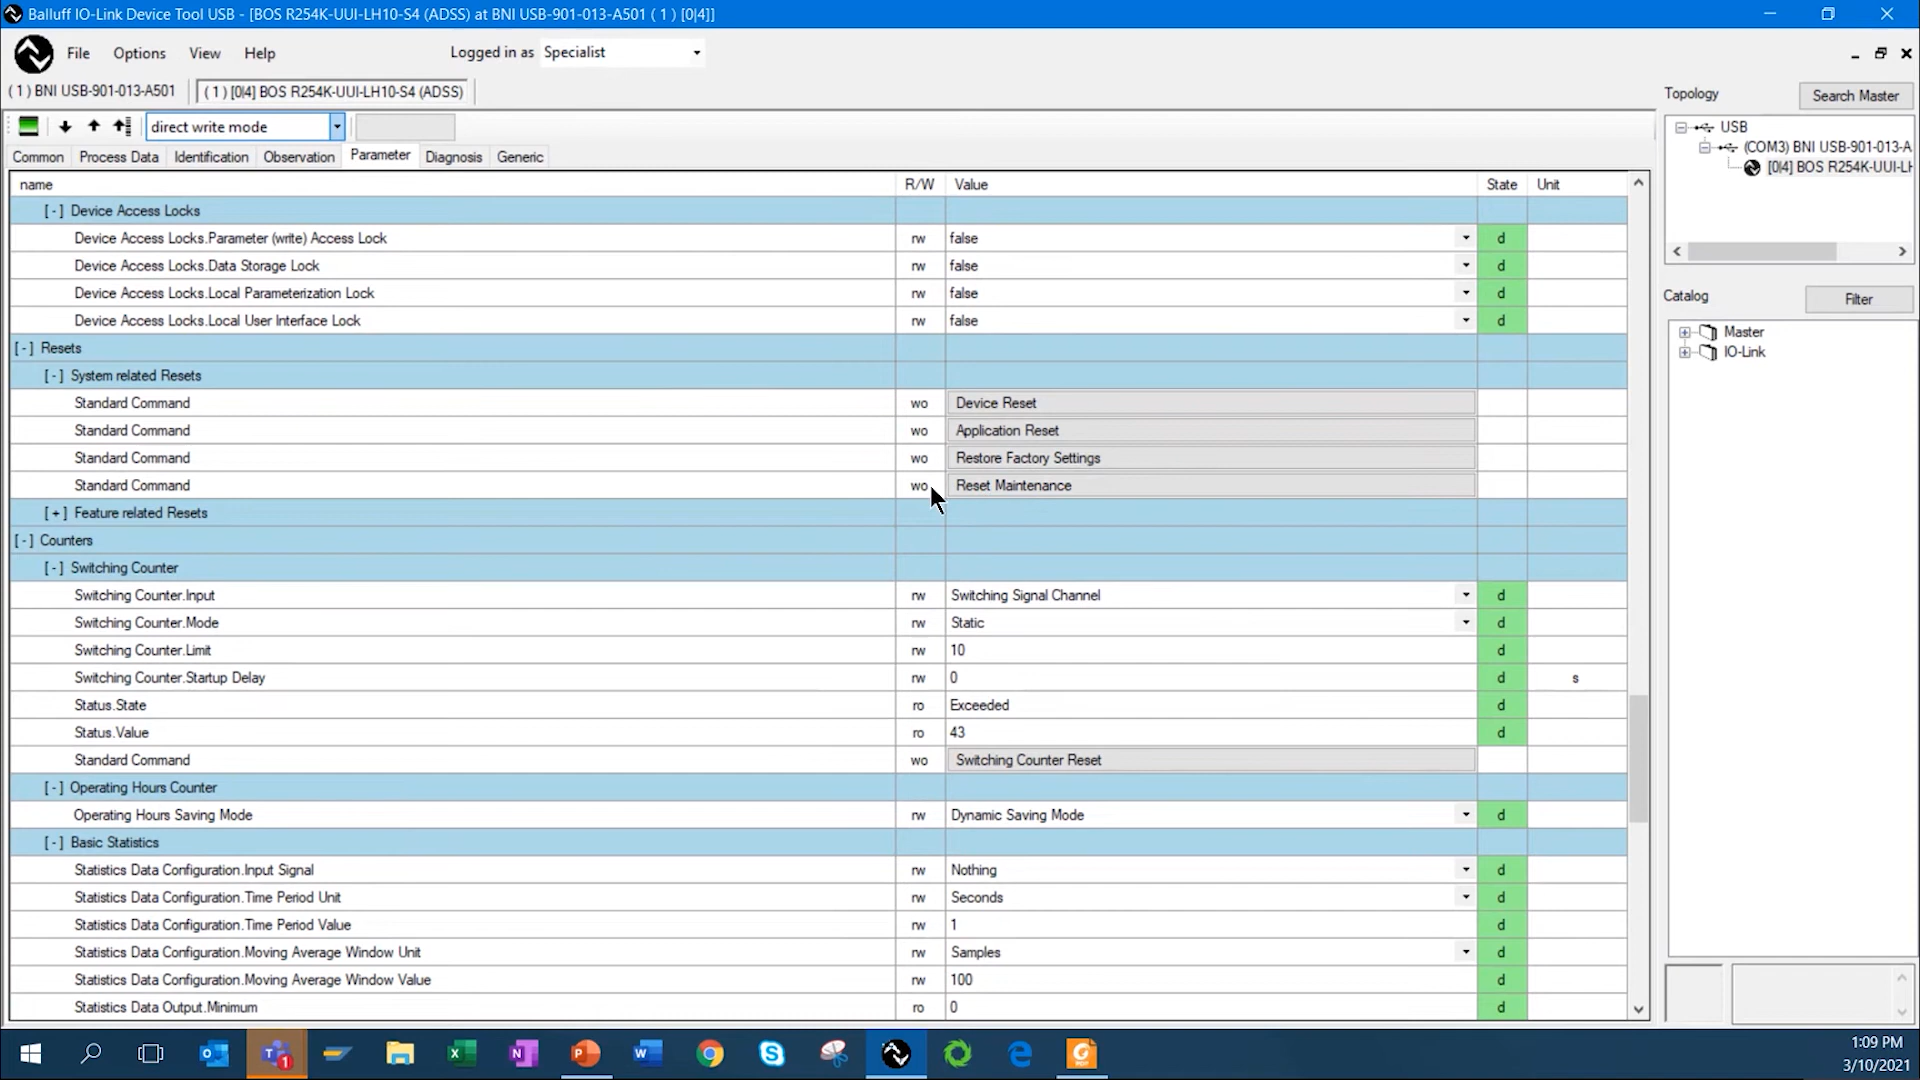 Balluff IO-Link Device Tool USB - [BOS R254K-UUI-LH10-S4 (ADSS) at BNI USB-901-013-A501 ( 1 ) [0|4]]
File Options View Help Logged in as Specialist
( 1 ) BNI USB-901-013-A501 ( 1 ) [0|4] BOS R254K-UUI-LH10-S4 (ADSS)
direct write mode
Common Process Data Identification Observation Parameter Diagnosis Generic
name R/W Value State Unit
[ - ] Device Access Locks
Device Access Locks.Parameter (write) Access Lock rw false d
Device Access Locks.Data Storage Lock rw false d
Device Access Locks.Local Parameterization Lock rw false d
Device Access Locks.Local User Interface Lock rw false d
[ - ] Resets
[ - ] System related Resets
Standard Command wo Device Reset
Standard Command wo Application Reset
Standard Command wo Restore Factory Settings
Standard Command wo Reset Maintenance
[ + ] Feature related Resets
[ - ] Counters
[ - ] Switching Counter
Switching Counter.Input rw Switching Signal Channel d
Switching Counter.Mode rw Static d
Switching Counter.Limit rw 10 d
Switching Counter.Startup Delay rw 0 d s
Status.State ro Exceeded d
Status.Value ro 43 d
Standard Command wo Switching Counter Reset
[ - ] Operating Hours Counter
Operating Hours Saving Mode rw Dynamic Saving Mode d
[ - ] Basic Statistics
Statistics Data Configuration.Input Signal rw Nothing d
Statistics Data Configuration.Time Period Unit rw Seconds d
Statistics Data Configuration.Time Period Value rw 1 d
Statistics Data Configuration.Moving Average Window Unit rw Samples d
Statistics Data Configuration.Moving Average Window Value rw 100 d
Statistics Data Output.Minimum ro 0 d
Topology Search Master
USB
(COM3) BNI USB-901-013-A
[0|4] BOS R254K-UUI-LH
Catalog Filter
Master
IO-Link
1:09 PM
3/10/2021